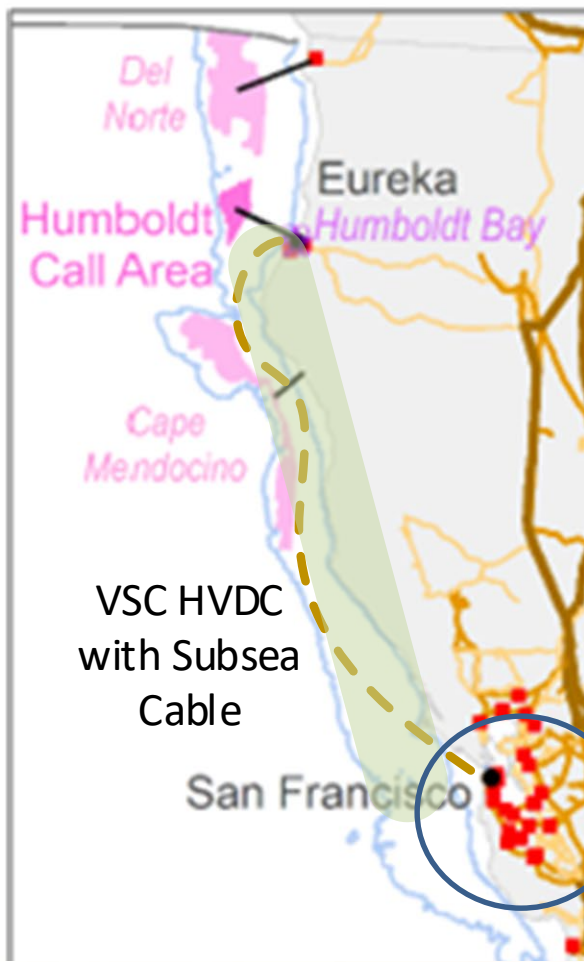 Del
Norte
Eureka
Humboldt
Call Area
Humboldt Bay
Cape
Mendocino
VSC HVDC
with Subsea
Cable
San Francisco